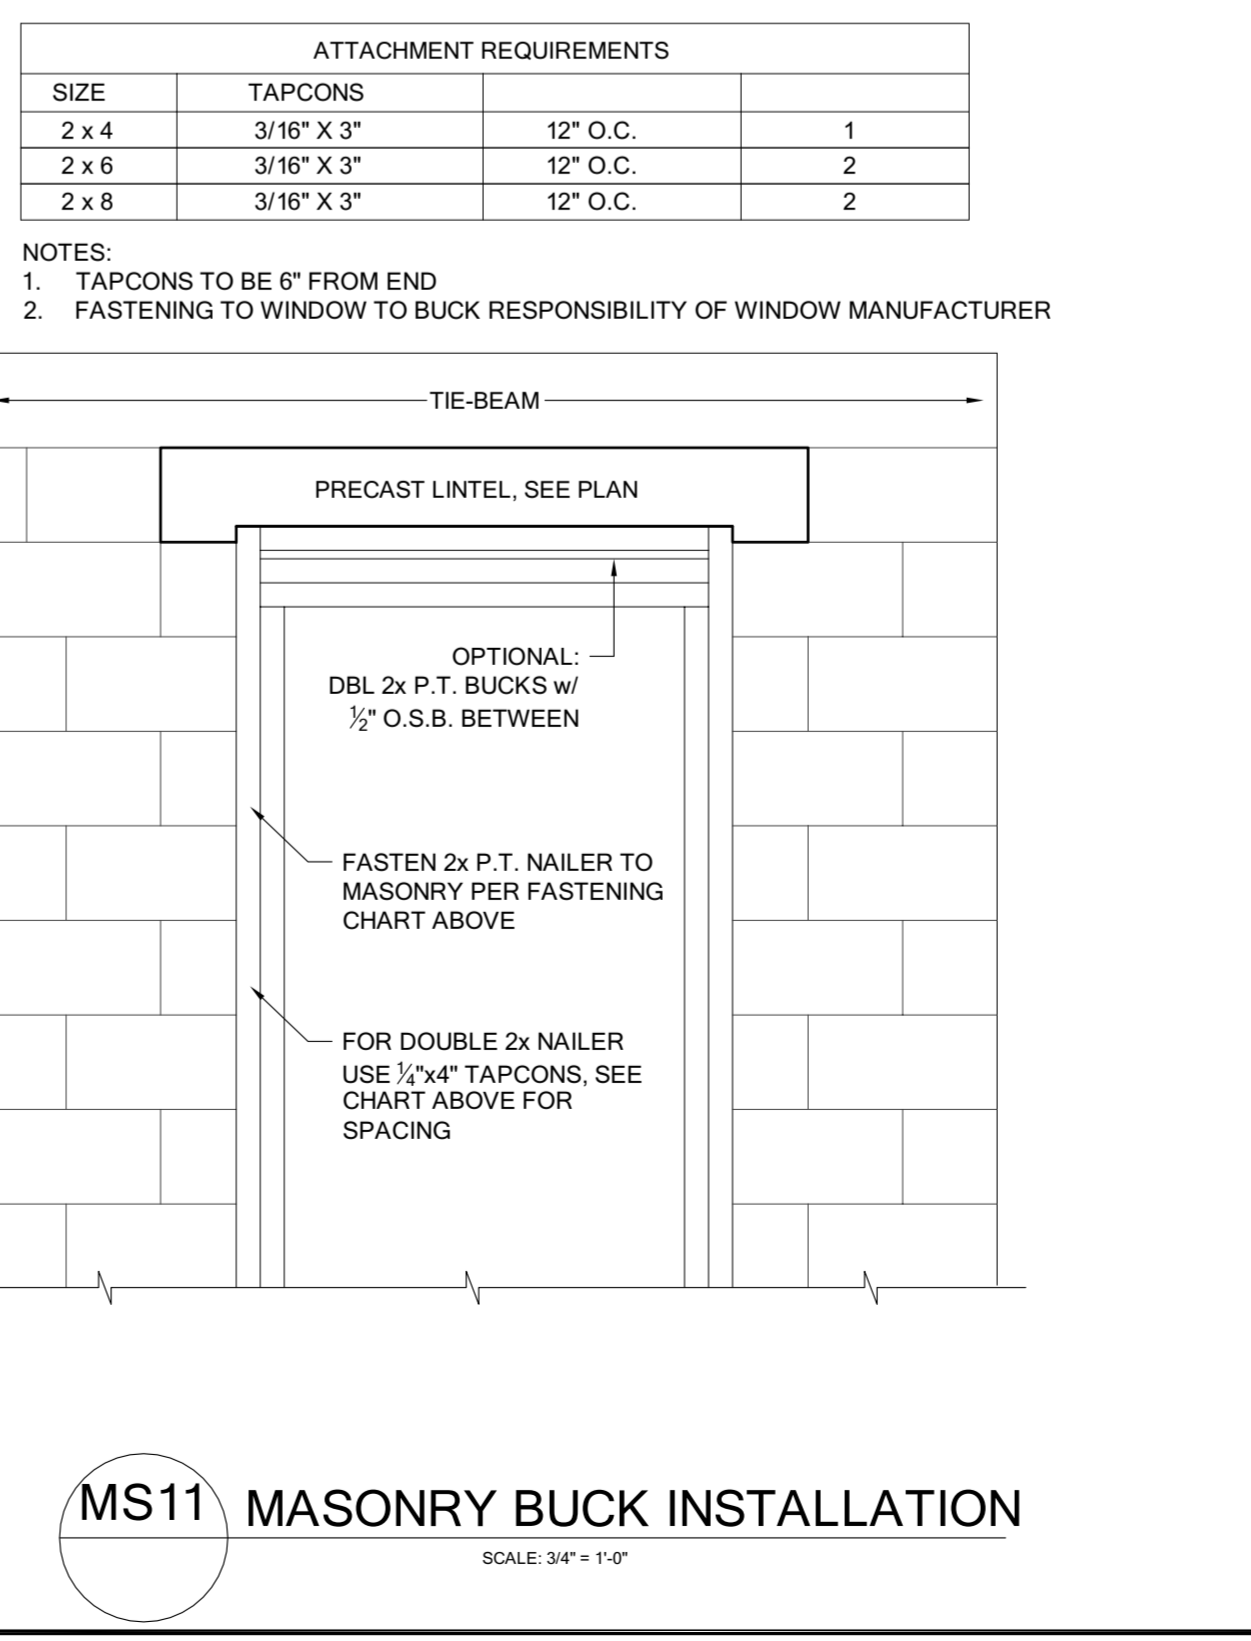 ATTACHMENT REQUIREMENTS
SIZE TAPCONS
2 x 4 3/16" X 3" 12" O.C. 1
2 x 6 3/16" X 3" 12" O.C. 2
2 x 8 3/16" X 3" 12" O.C. 2
NOTES:
1. TAPCONS TO BE 6" FROM END
2. FASTENING TO WINDOW TO BUCK RESPONSIBILITY OF WINDOW MANUFACTURER
TIE-BEAM
PRECAST LINTEL, SEE PLAN
OPTIONAL:
DBL 2x P.T. BUCKS w/
½" O.S.B. BETWEEN
FASTEN 2x P.T. NAILER TO
MASONRY PER FASTENING
CHART ABOVE
FOR DOUBLE 2x NAILER
USE ¼"x4" TAPCONS, SEE
CHART ABOVE FOR
SPACING
MS11 MASONRY BUCK INSTALLATION
SCALE: 3/4" = 1'-0"